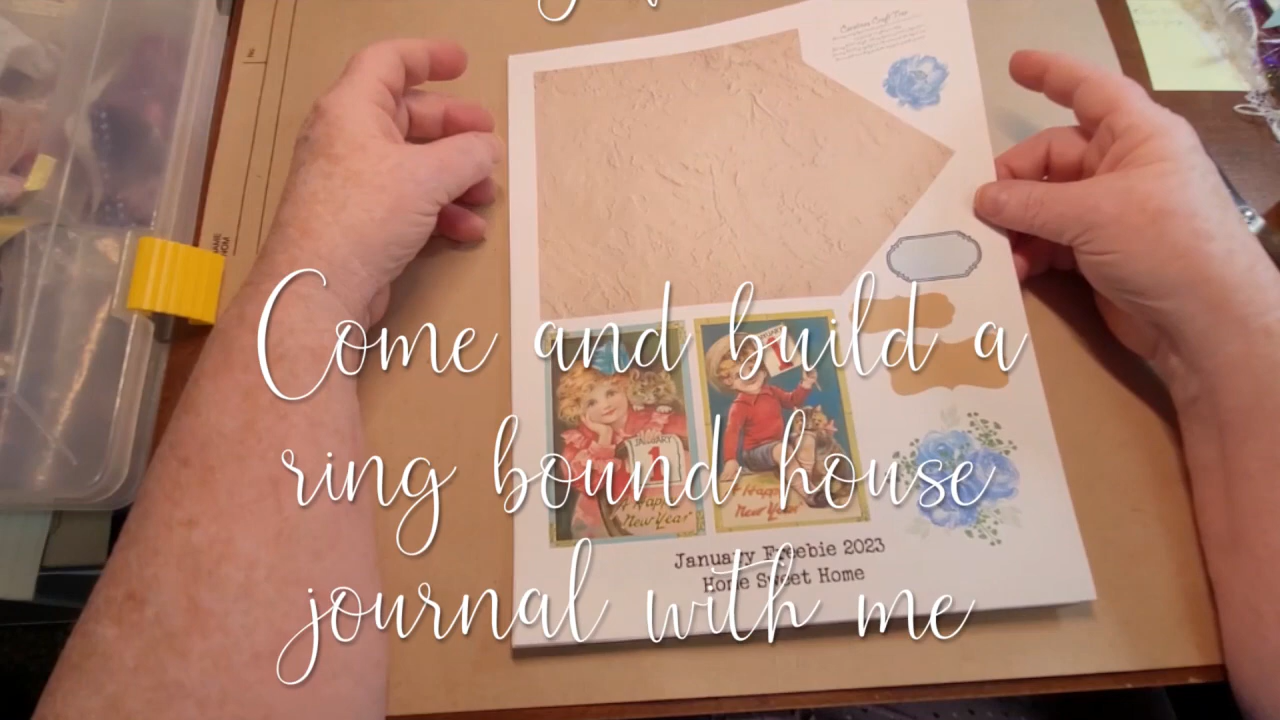 Come and build a
ring bound house
journal with me
JANUARY
1
A Happy
New Year
1
A Happy
New Year
January Freebie 2023
Home Sweet Home